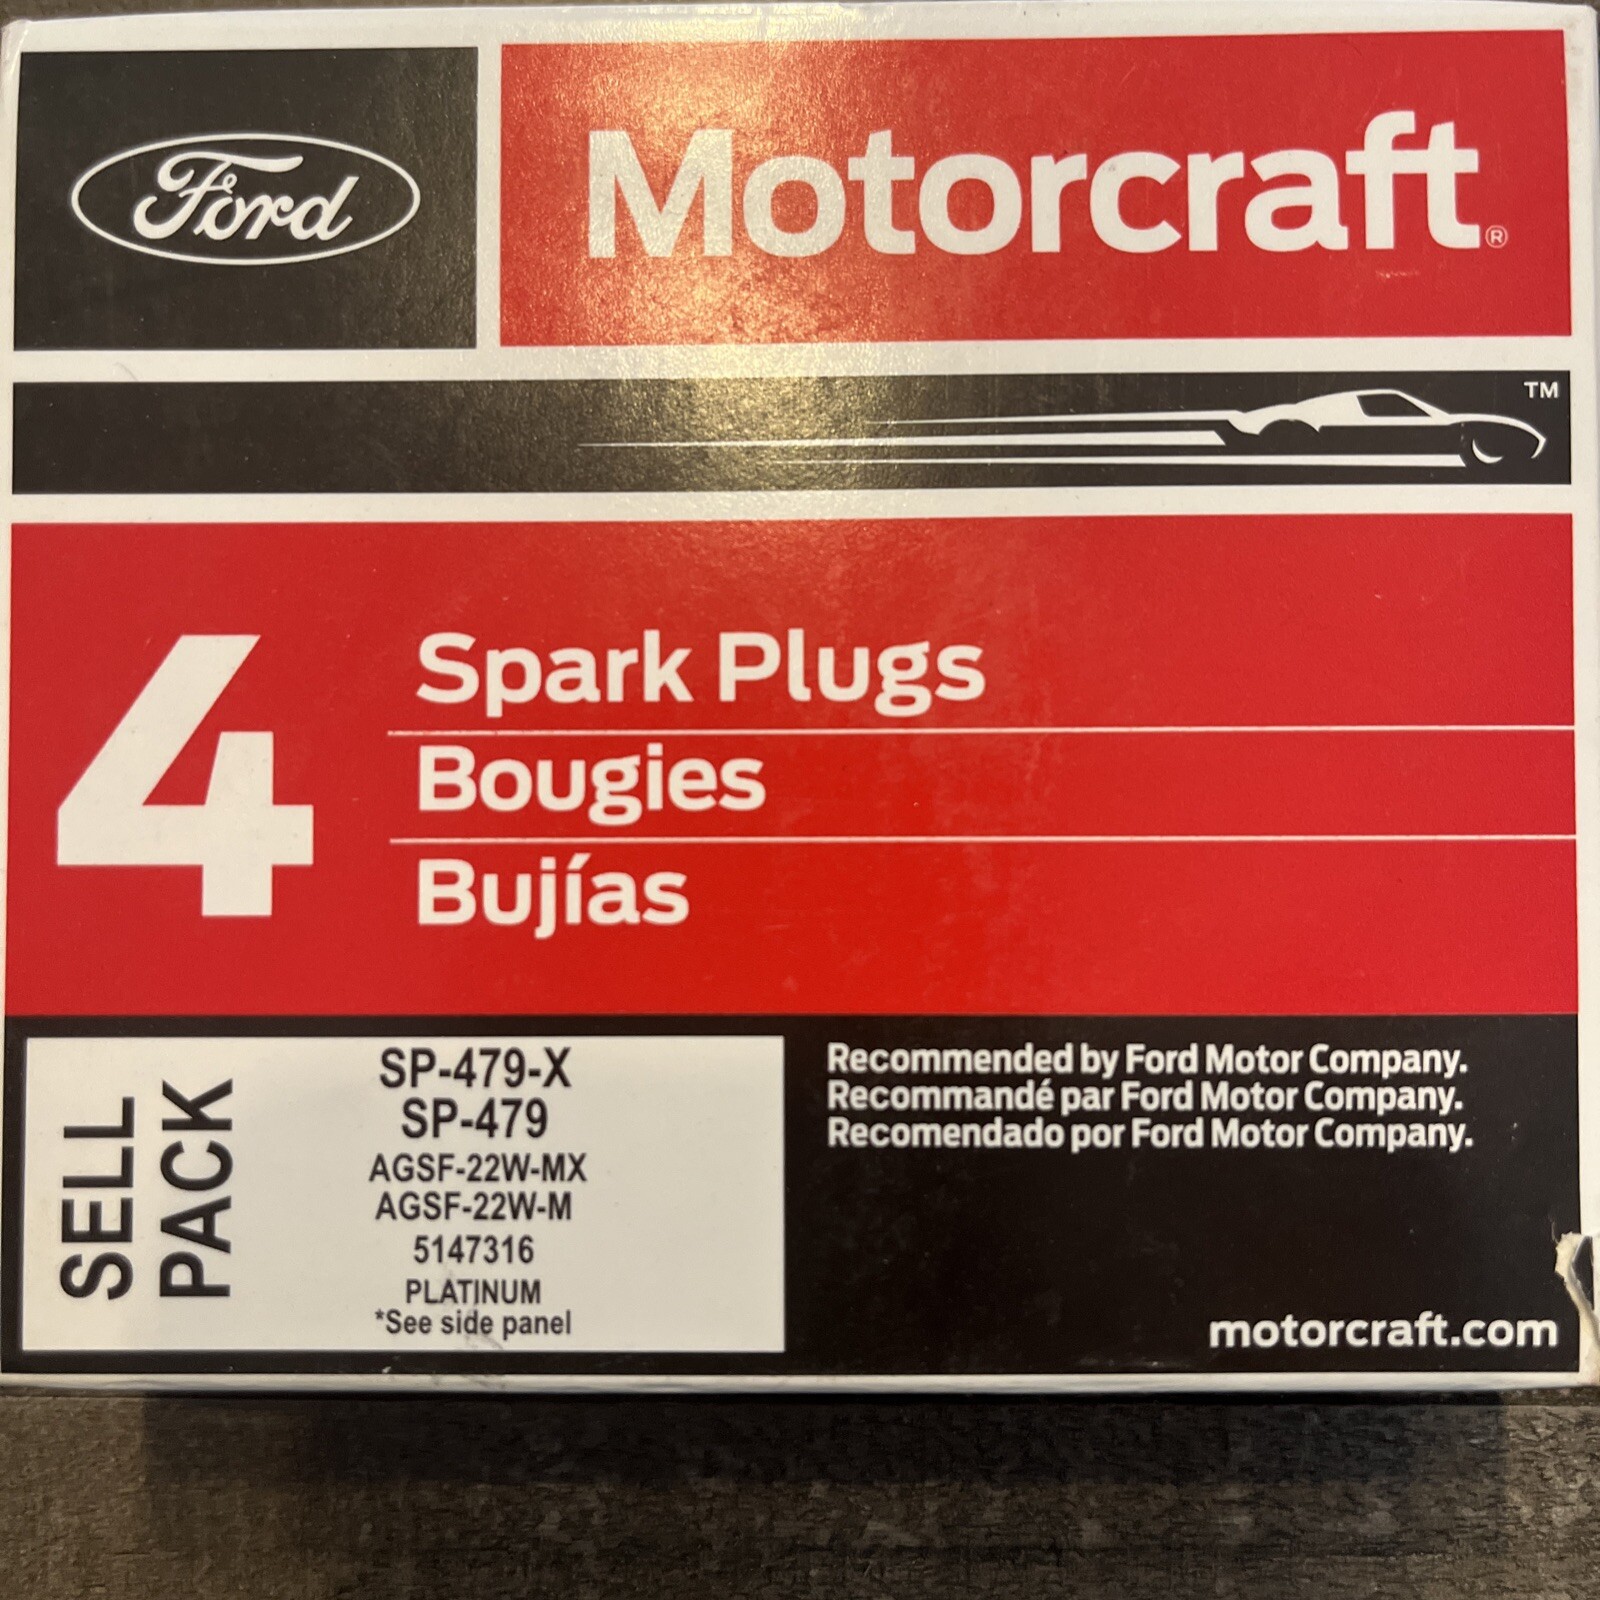 Ford
Motorcraft®
TM
4
Spark Plugs
Bougies
Bujías
SELL
PACK
SP-479-X
SP-479
AGSF-22W-MX
AGSF-22W-M
5147316
PLATINUM
*See side panel
Recommended by Ford Motor Company.
Recommandé par Ford Motor Company.
Recomendado por Ford Motor Company.
motorcraft.com